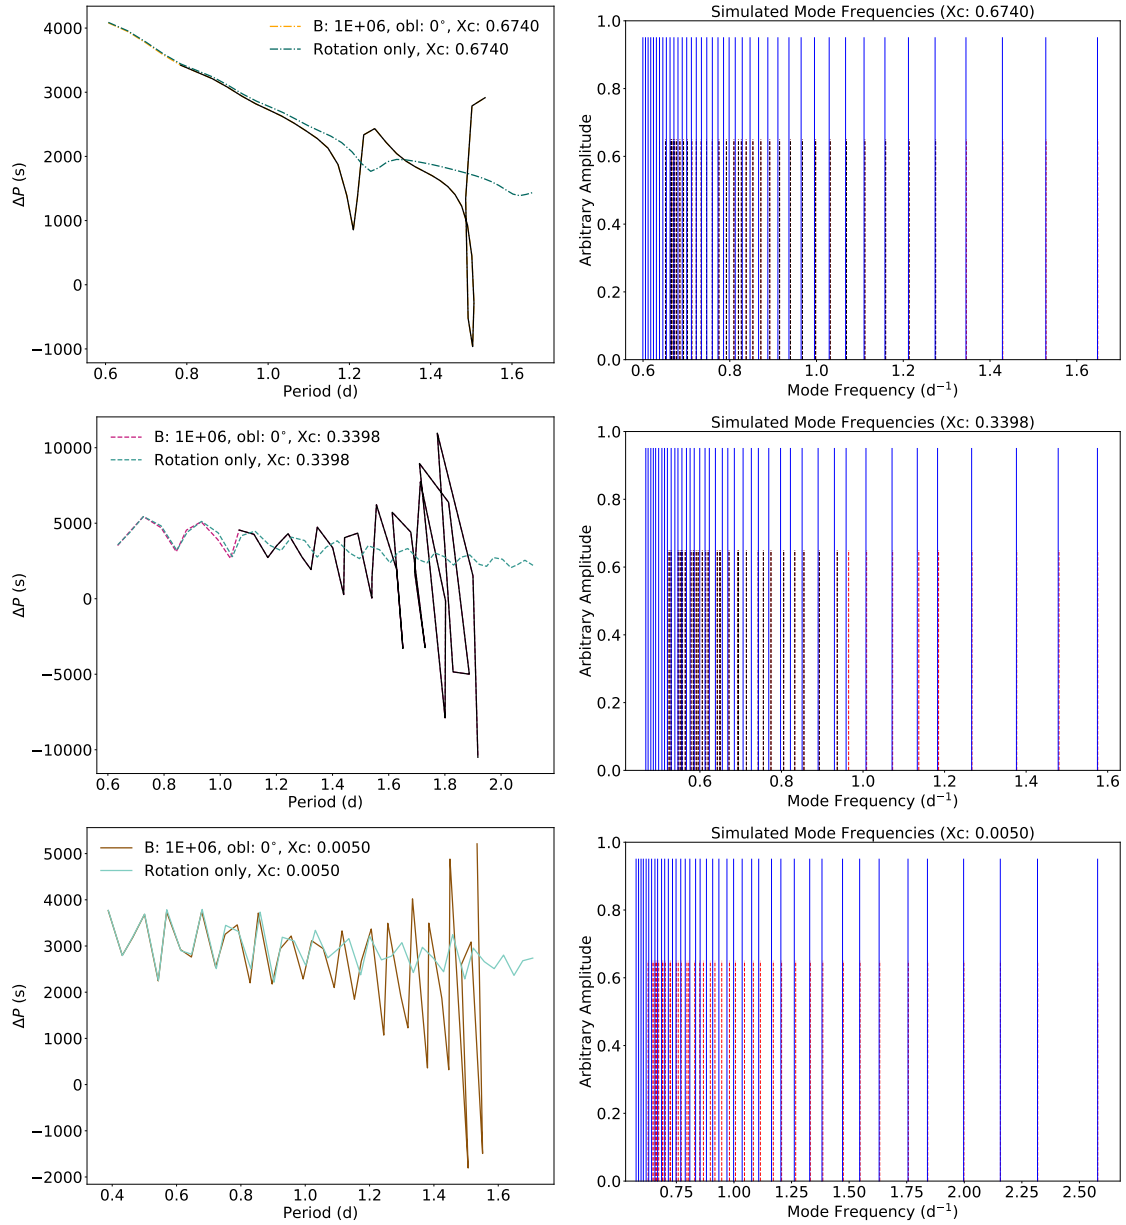 B: 1E+06, obl: 0°, Xc: 0.6740
Rotation only, Xc: 0.6740
4000
3000
2000
1000
0
−1000
ΔP (s)
0.6 0.8 1.0 1.2 1.4 1.6
Period (d)
Simulated Mode Frequencies (Xc: 0.6740)
1.0
0.8
0.6
0.4
0.2
0.0
Arbitrary Amplitude
0.6 0.8 1.0 1.2 1.4 1.6
Mode Frequency (d⁻¹)
B: 1E+06, obl: 0°, Xc: 0.3398
Rotation only, Xc: 0.3398
10000
5000
0
−5000
−10000
ΔP (s)
0.6 0.8 1.0 1.2 1.4 1.6 1.8 2.0
Period (d)
Simulated Mode Frequencies (Xc: 0.3398)
1.0
0.8
0.6
0.4
0.2
0.0
Arbitrary Amplitude
0.6 0.8 1.0 1.2 1.4 1.6
Mode Frequency (d⁻¹)
B: 1E+06, obl: 0°, Xc: 0.0050
Rotation only, Xc: 0.0050
5000
4000
3000
2000
1000
0
−1000
−2000
ΔP (s)
0.4 0.6 0.8 1.0 1.2 1.4 1.6
Period (d)
Simulated Mode Frequencies (Xc: 0.0050)
1.0
0.8
0.6
0.4
0.2
0.0
Arbitrary Amplitude
0.75 1.00 1.25 1.50 1.75 2.00 2.25 2.50
Mode Frequency (d⁻¹)